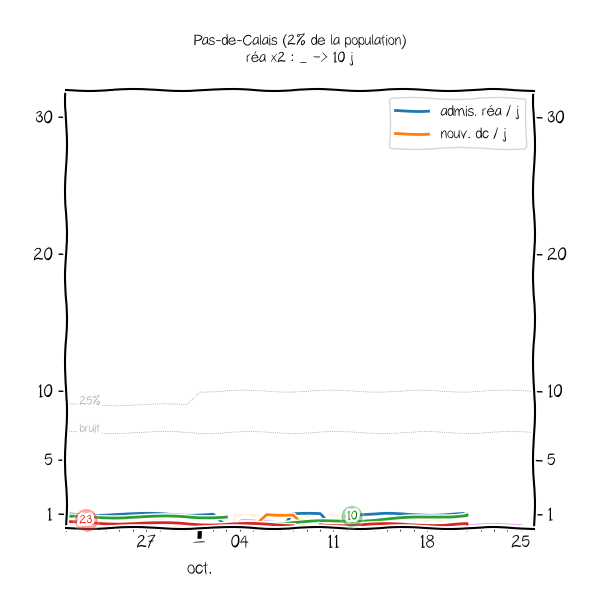 Pas-de-Calais (2% de la population)
réa x2 : _ -> 10 j
admis. réa / j
nouv. dc / j
30 30
20 20
10 10
25%
bruit
5 5
1 1
23 10
27 04 11 18 25
oct.